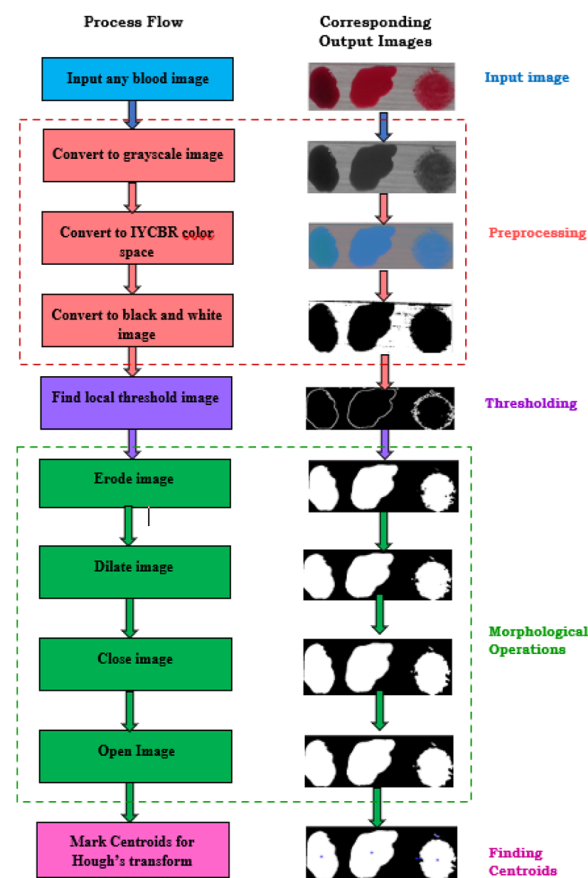 Process Flow
Corresponding
Output Images
Input any blood image
Input image
Convert to grayscale image
Convert to IYCBR color
space
Preprocessing
Convert to black and white
image
Find local threshold image
Thresholding
Erode image
Dilate image
Close image
Morphological
Operations
Open Image
Mark Centroids for
Hough's transform
Finding
Centroids